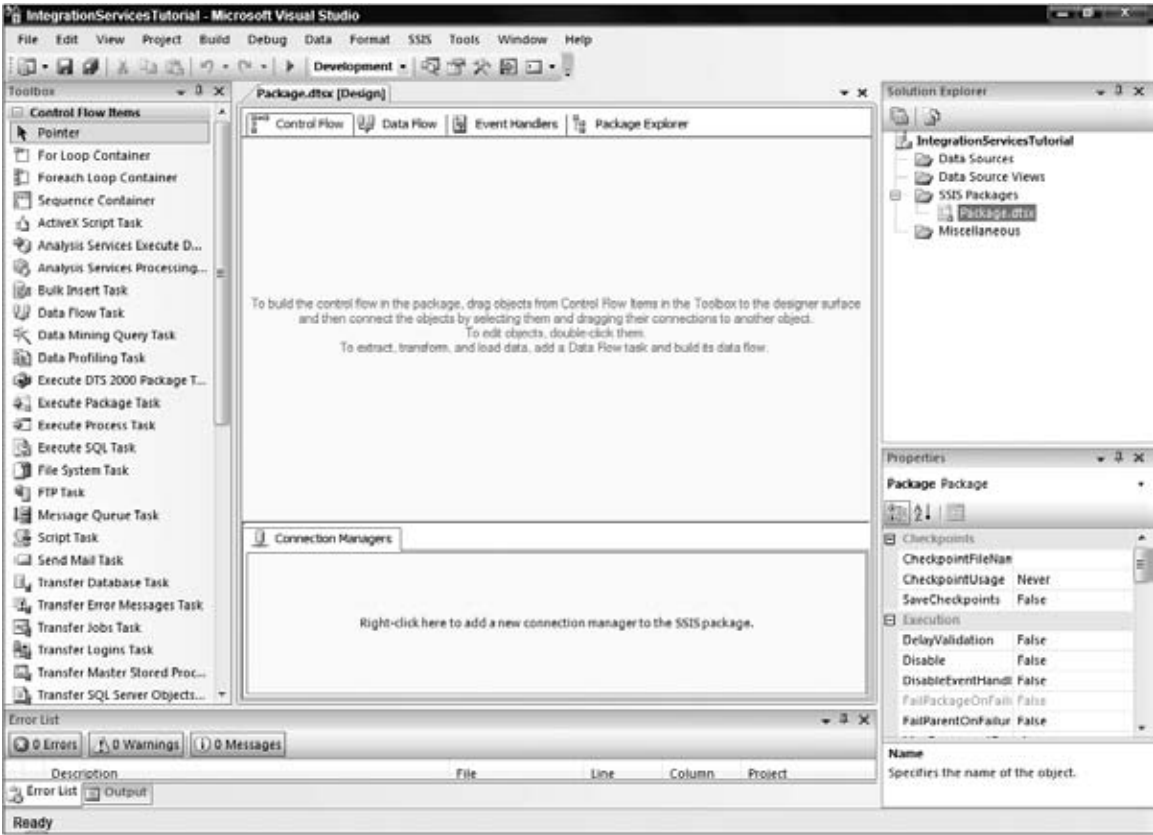 IntegrationServicesTutorial - Microsoft Visual Studio
File Edit View Project Build Debug Data Format SSIS Tools Window Help
Development
Toolbox
Control Flow Items
Pointer
For Loop Container
Foreach Loop Container
Sequence Container
ActiveX Script Task
Analysis Services Execute D...
Analysis Services Processing...
Bulk Insert Task
Data Flow Task
Data Mining Query Task
Data Profiling Task
Execute DTS 2000 Package T...
Execute Package Task
Execute Process Task
Execute SQL Task
File System Task
FTP Task
Message Queue Task
Script Task
Send Mail Task
Transfer Database Task
Transfer Error Messages Task
Transfer Jobs Task
Transfer Logins Task
Transfer Master Stored Proc...
Transfer SQL Server Objects...
Package.dtsx [Design]
Control Flow Data Flow Event Handlers Package Explorer
To build the control flow in the package, drag objects from Control Flow Items in the Toolbox to the designer surface
and then connect the objects by selecting them and dragging their connections to another object.
To edit objects, double-click them.
To extract, transform, and load data, add a Data Flow task and build its data flow.
Connection Managers
Right-click here to add a new connection manager to the SSIS package.
Solution Explorer
IntegrationServicesTutorial
Data Sources
Data Source Views
SSIS Packages
Package.dtsx
Miscellaneous
Properties
Package Package
Checkpoints
CheckpointFileNam
CheckpointUsage Never
SaveCheckpoints False
Execution
DelayValidation False
Disable False
DisableEventHandl False
FailPackageOnFail False
FailParentOnFailur False
Name
Specifies the name of the object.
Error List
0 Errors 0 Warnings 0 Messages
Description File Line Column Project
Error List Output
Ready